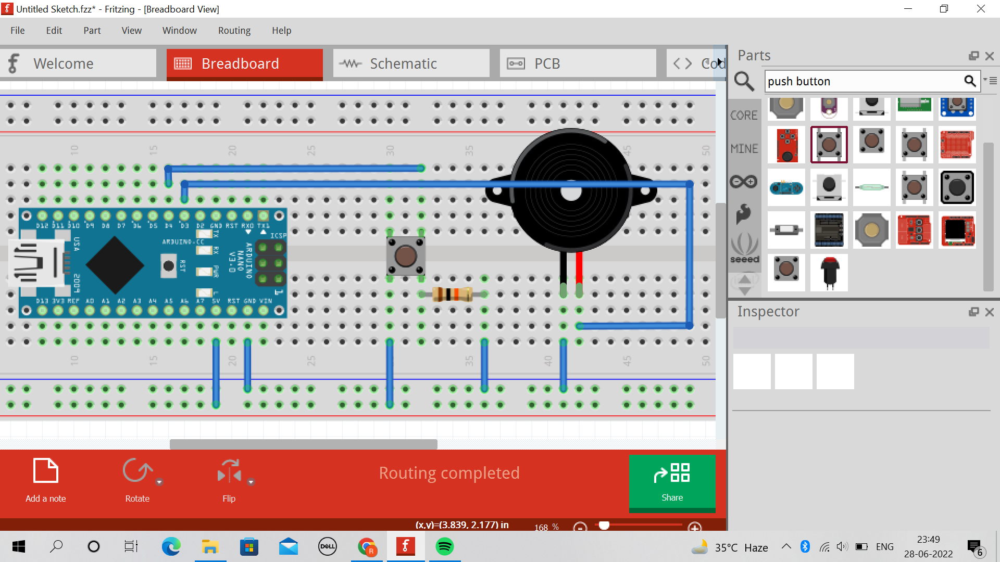 Untitled Sketch.fzz* - Fritzing - [Breadboard View]
File Edit Part View Window Routing Help
Welcome Breadboard Schematic PCB Cod
Parts
push button
CORE
MINE
seeed
10 15 20 25 30 35 45 50
D12 D11 D10 D9 D8 D7 D6 D5 D4 D3 D2 GND RST RX0 TX1
USA
ARDUINO.CC
TX
RX
ICSP
ARDUINO
NANO
V3.0
RST
PWR
2009
L
1
D13 3V3 REF A0 A1 A2 A3 A4 A5 A6 A7 5V RST GND VIN
10 15 20 25 35 40 45 50
Inspector
Add a note
Rotate
Flip
Routing completed
Share
(x,y)=(3.839, 2.177) in
168 %
DELL
R
35°C Haze
ENG
23:49
28-06-2022
6